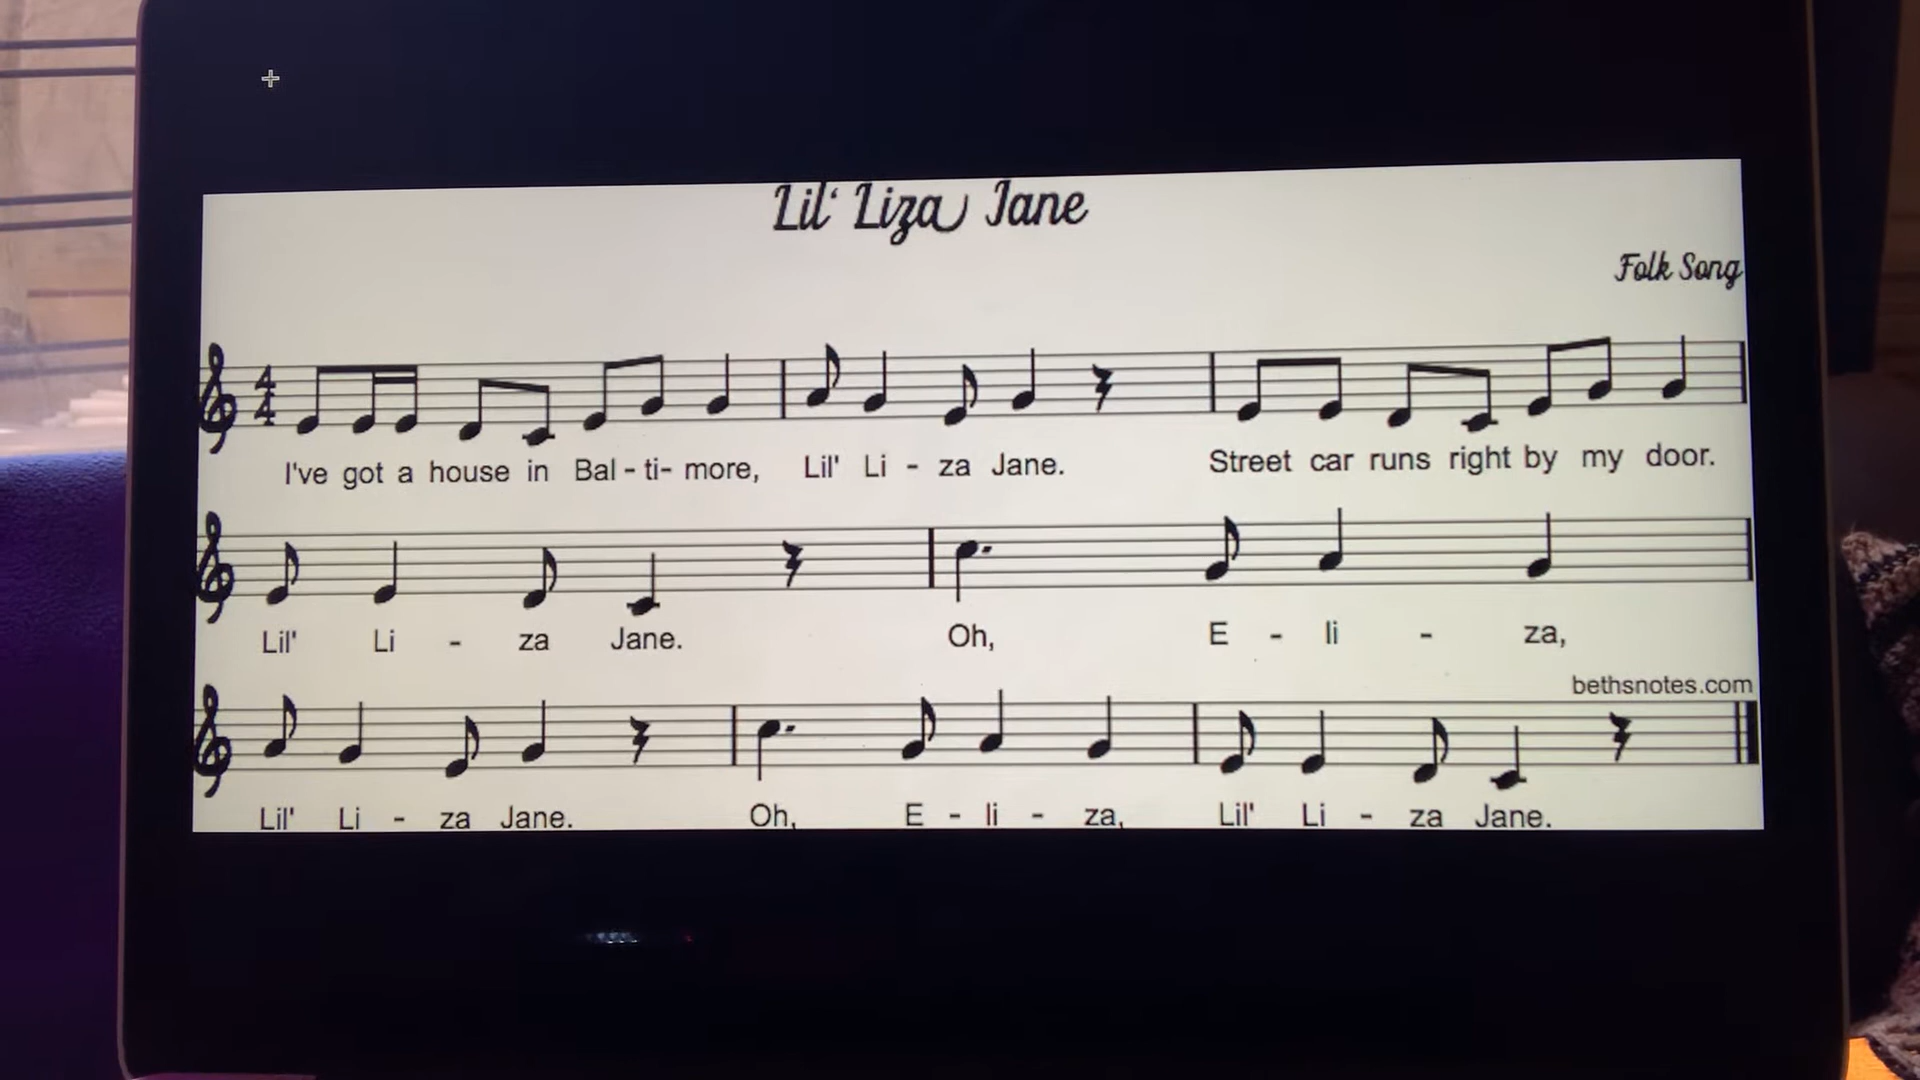 Lil' Liza Jane
Folk Song
4
4
I've got a house in Bal - ti- more, Lil' Li - za Jane. Street car runs right by my door.
Lil' Li - za Jane. Oh, E - li - za,
bethsnotes.com
Lil' Li - za Jane. Oh, E - li - za, Lil' Li - za Jane.